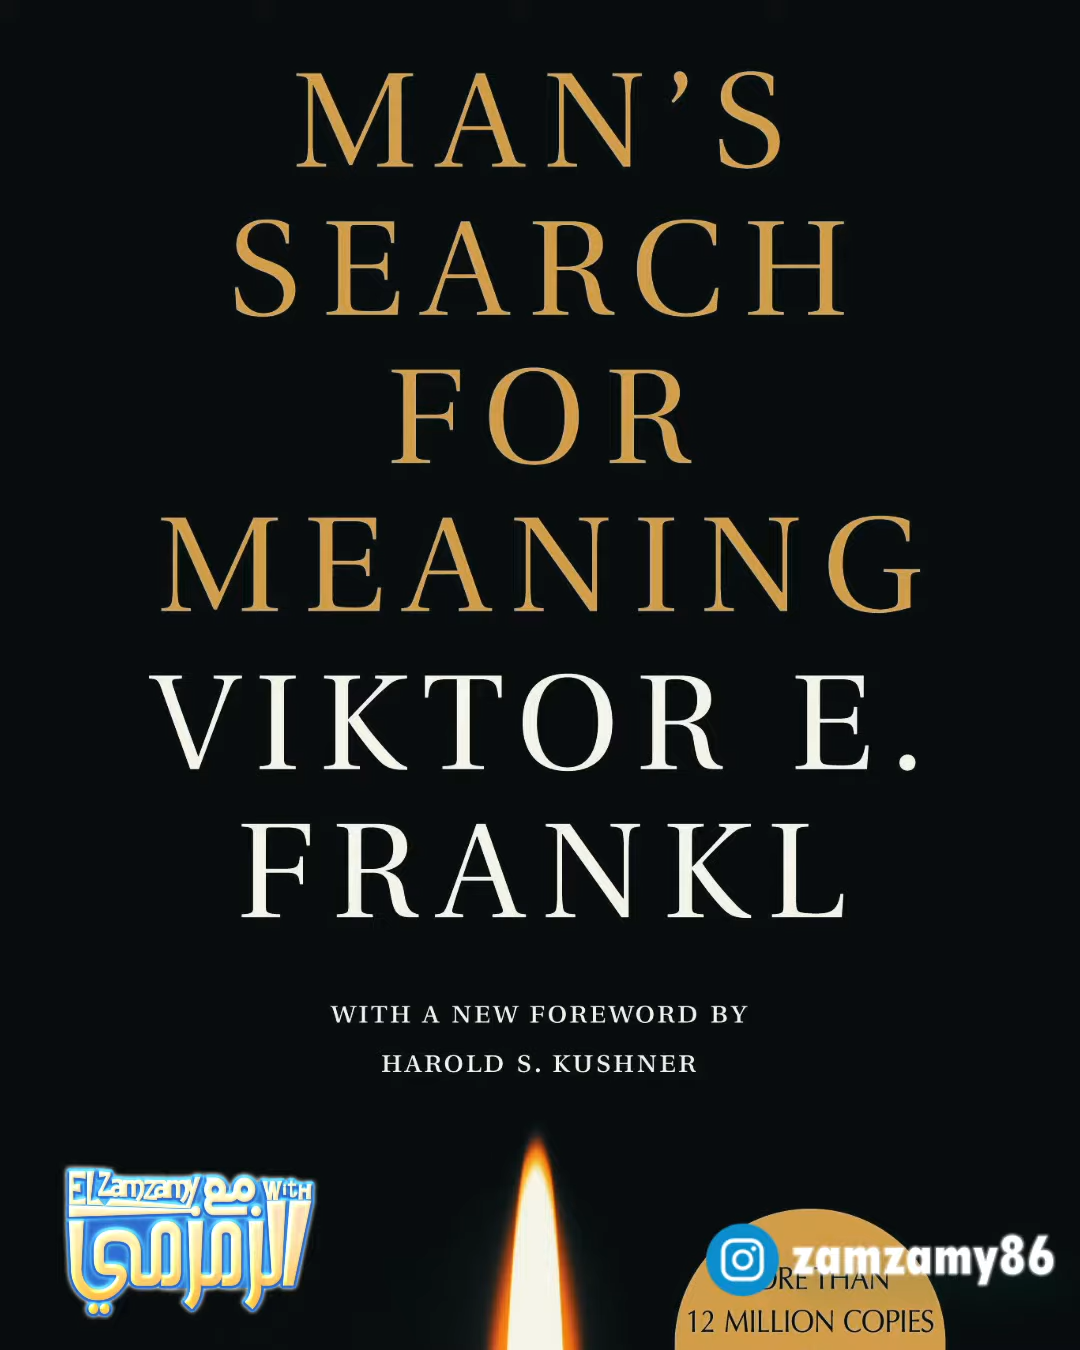 MAN’S
SEARCH
FOR
MEANING
VIKTOR E.
FRANKL
WITH A NEW FOREWORD BY
HAROLD S. KUSHNER
ELZamzamy مع WITH
الزمزمي
zamzamy86
THAN
12 MILLION COPIES